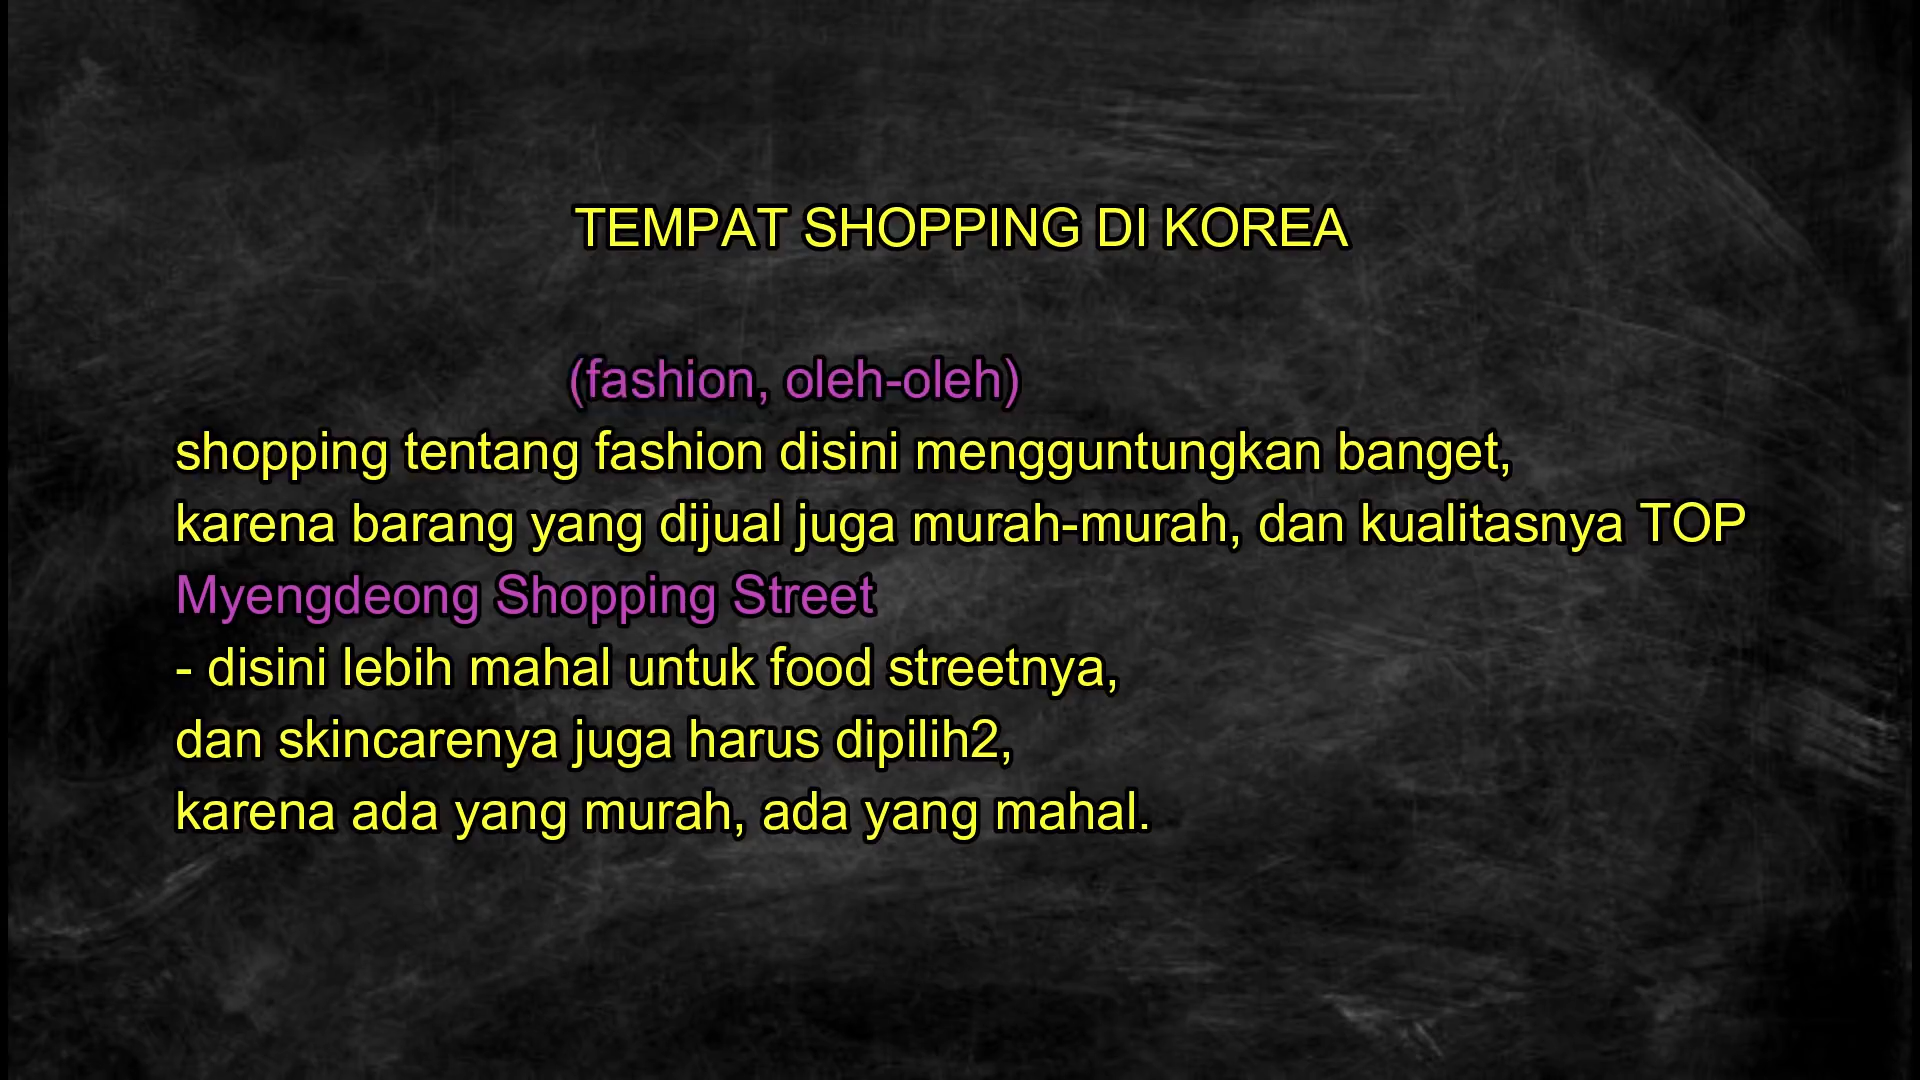 TEMPAT SHOPPING DI KOREA
(fashion, oleh-oleh)
shopping tentang fashion disini mengguntungkan banget,
karena barang yang dijual juga murah-murah, dan kualitasnya TOP
Myengdeong Shopping Street
- disini lebih mahal untuk food streetnya,
dan skincarenya juga harus dipilih2,
karena ada yang murah, ada yang mahal.